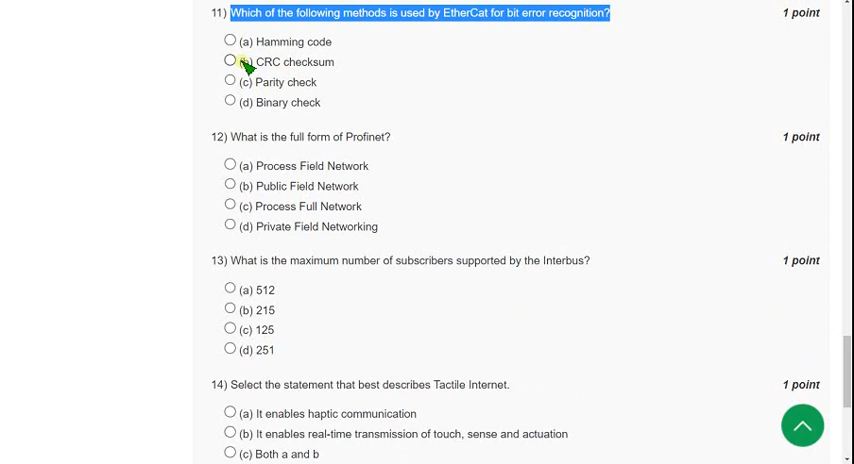 11) Which of the following methods is used by EtherCat for bit error recognition? 1 point
(a) Hamming code
(b) CRC checksum
(c) Parity check
(d) Binary check
12) What is the full form of Profinet? 1 point
(a) Process Field Network
(b) Public Field Network
(c) Process Full Network
(d) Private Field Networking
13) What is the maximum number of subscribers supported by the Interbus? 1 point
(a) 512
(b) 215
(c) 125
(d) 251
14) Select the statement that best describes Tactile Internet. 1 point
(a) It enables haptic communication
(b) It enables real-time transmission of touch, sense and actuation
(c) Both a and b